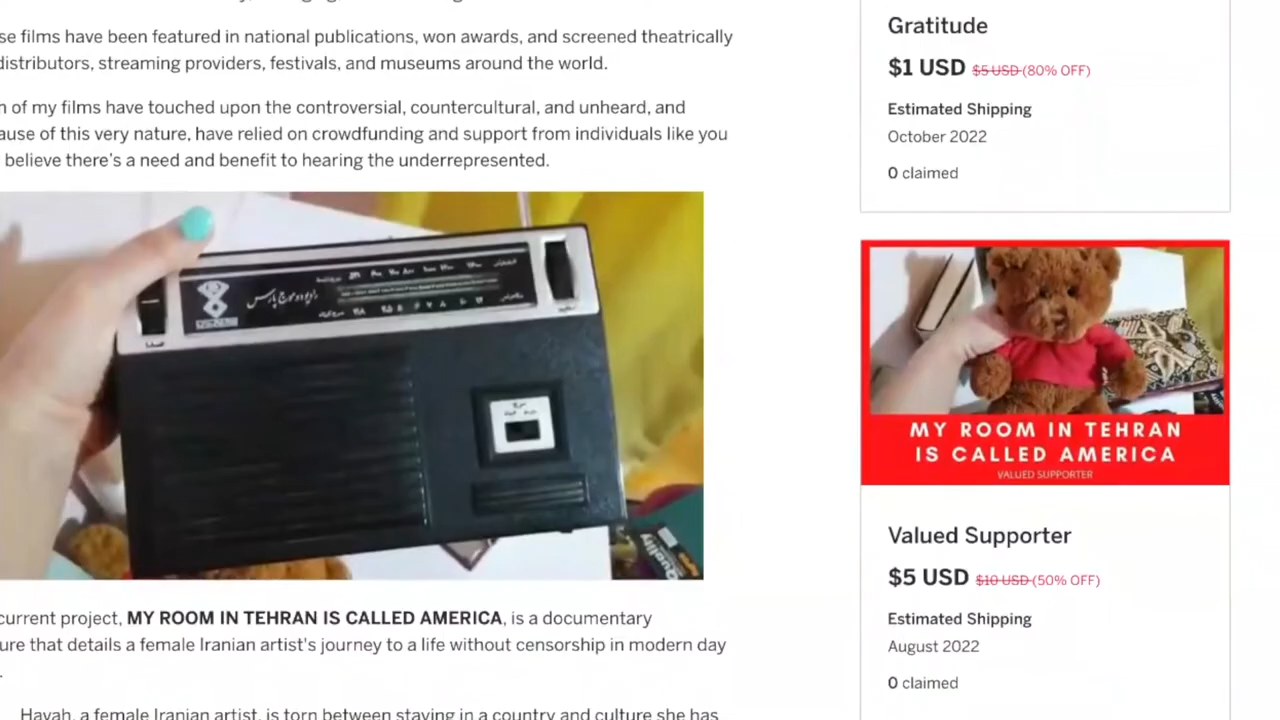 se films have been featured in national publications, won awards, and screened theatrically
distributors, streaming providers, festivals, and museums around the world.
n of my films have touched upon the controversial, countercultural, and unheard, and
ause of this very nature, have relied on crowdfunding and support from individuals like you
believe there's a need and benefit to hearing the underrepresented.
رادیو دو موج پارس
Quality
current project, MY ROOM IN TEHRAN IS CALLED AMERICA, is a documentary
ure that details a female Iranian artist's journey to a life without censorship in modern day
Havah, a female Iranian artist, is torn between staying in a country and culture she has
Gratitude
$1 USD $5 USD (80% OFF)
Estimated Shipping
October 2022
0 claimed
MY ROOM IN TEHRAN
IS CALLED AMERICA
VALUED SUPPORTER
Valued Supporter
$5 USD $10 USD (50% OFF)
Estimated Shipping
August 2022
0 claimed